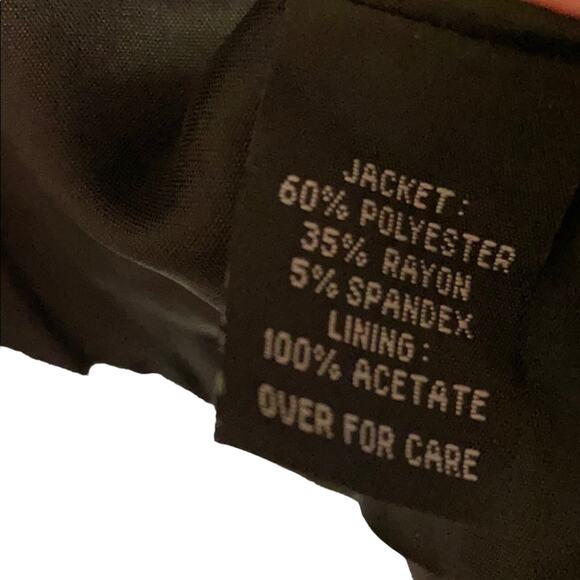 JACKET:
60% POLYESTER
35% RAYON
5% SPANDEX
LINING:
100% ACETATE
OVER FOR CARE